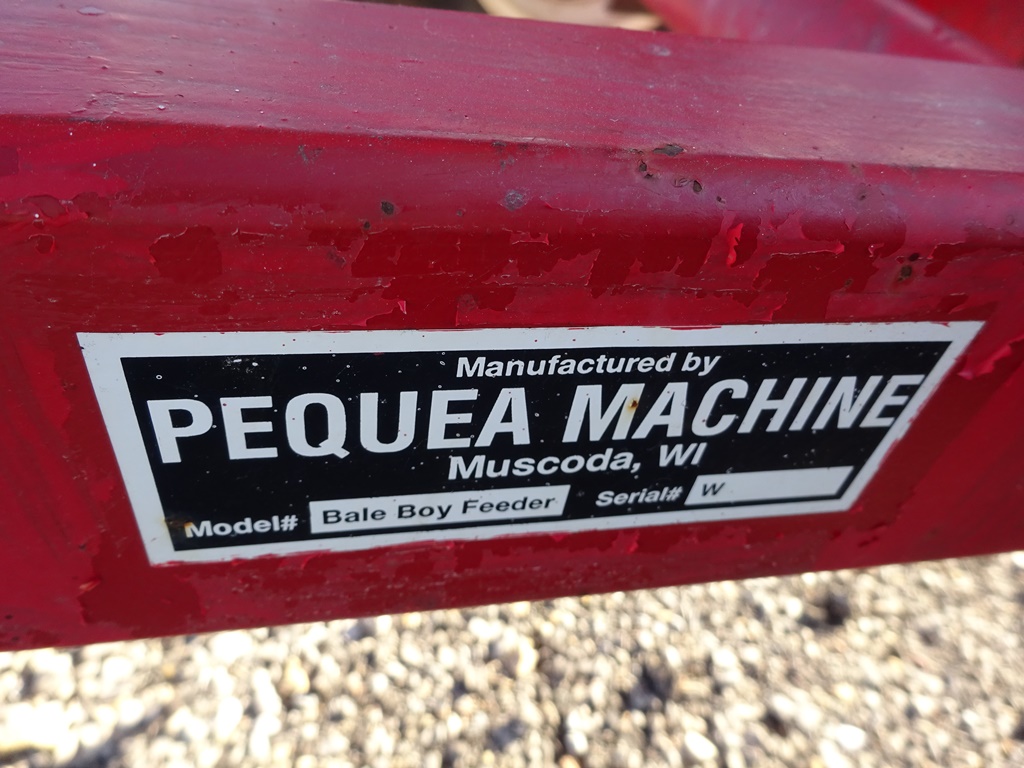 Manufactured by
PEQUEA MACHINE
Muscoda, WI
Model# Bale Boy Feeder Serial# W